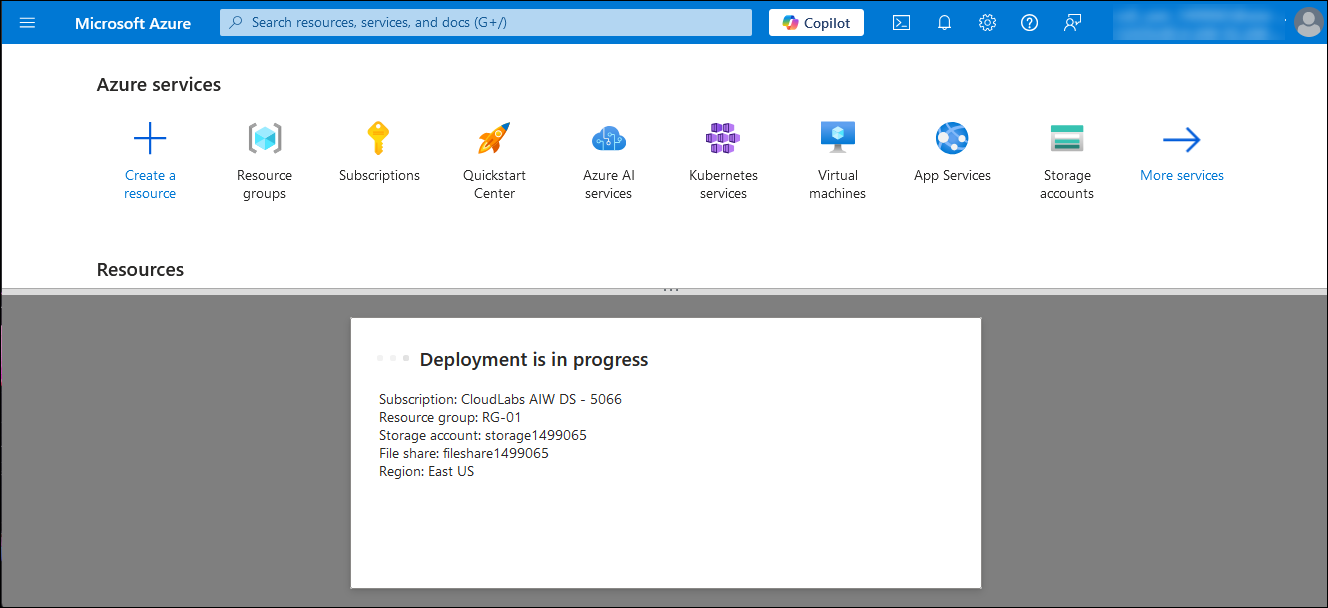 Microsoft Azure
Search resources, services, and docs (G+/)
Copilot
Azure services
Create a
resource
Resource
groups
Subscriptions
Quickstart
Center
Azure AI
services
Kubernetes
services
Virtual
machines
App Services
Storage
accounts
More services
Resources
Deployment is in progress
Subscription: CloudLabs AIW DS - 5066
Resource group: RG-01
Storage account: storage1499065
File share: fileshare1499065
Region: East US